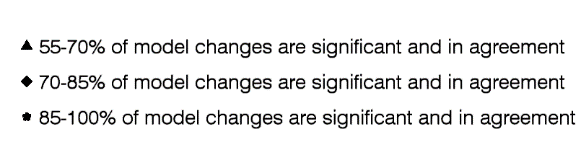 55-70% of model changes are significant and in agreement
70-85% of model changes are significant and in agreement
85-100% of model changes are significant and in agreement